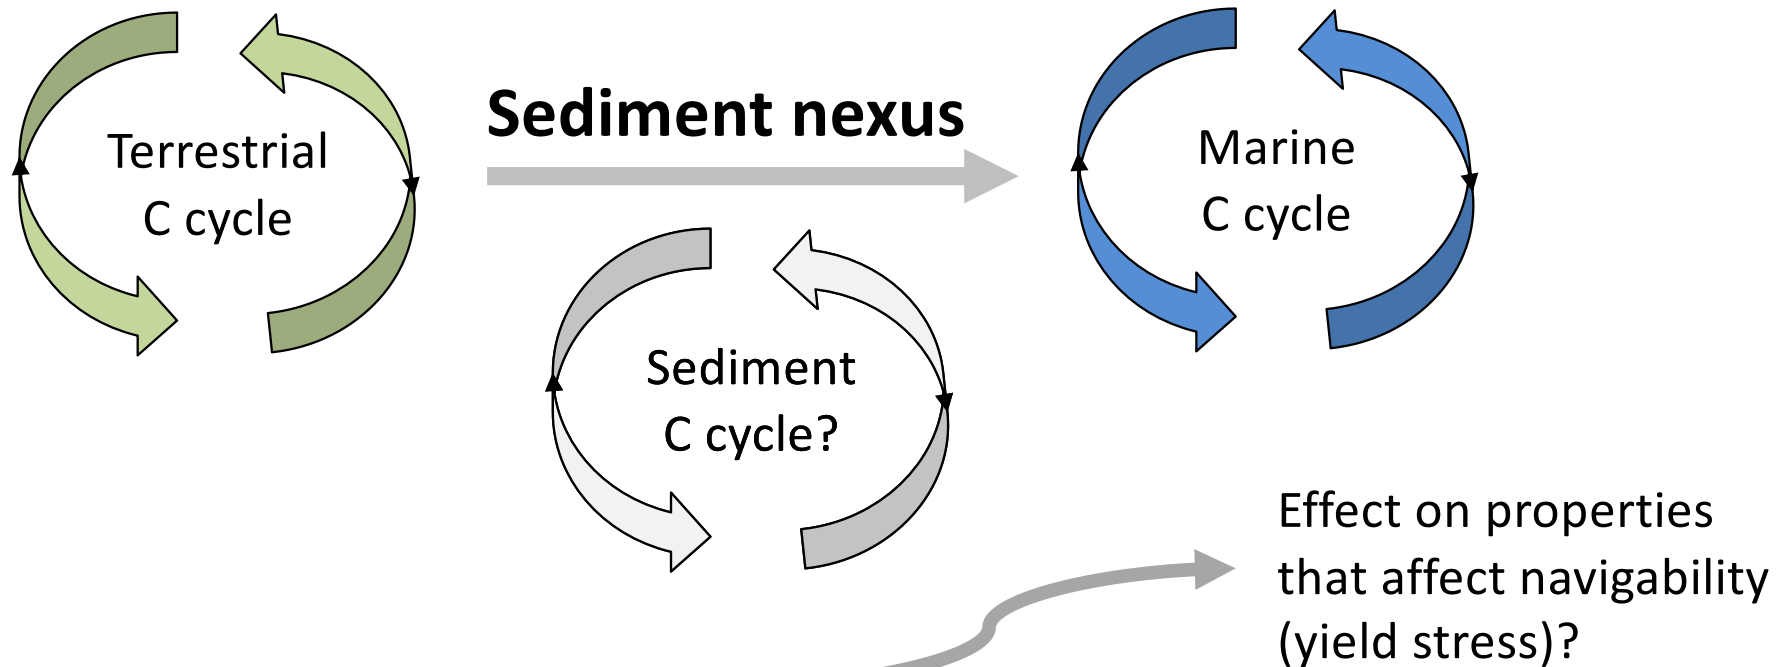 Terrestrial
C cycle
Sediment nexus
Marine
C cycle
Sediment
C cycle?
Effect on properties
that affect navigability
(yield stress)?